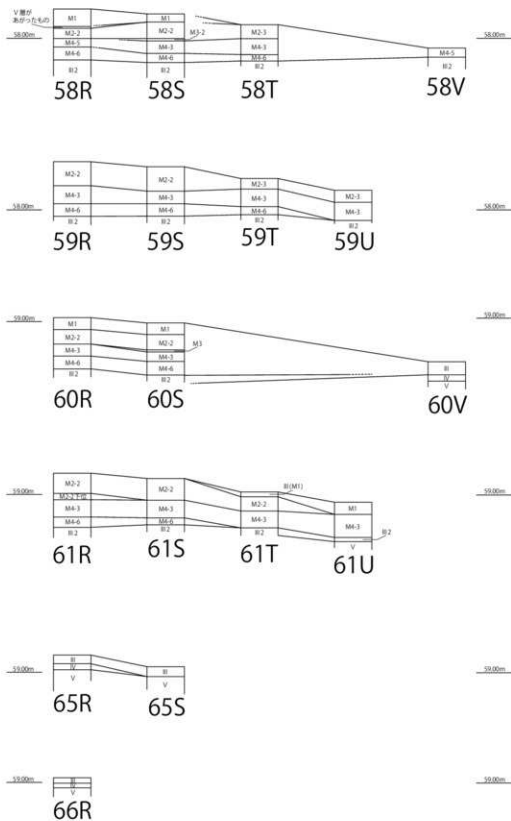 V 層が
あがったもの
58.00m
58.00m
M1
M2-2
M4-5
M4-6
III2
M1
M2-2
M3-2
M4-3
M4-6
III2
M2-3
M4-3
M4-6
III2
M4-5
III2
58R
58S
58T
58V
M2-2
M4-3
M4-6
III2
M2-2
M4-3
M4-6
III2
M2-3
M4-3
M4-6
III2
M2-3
M4-3
III2
58.00m
58.00m
59R
59S
59T
59U
59.00m
59.00m
M1
M2-2
M4-3
M4-6
III2
M1
M2-2
M3
M4-3
M4-6
III2
III
IV
V
60R
60S
60V
59.00m
59.00m
M2-2
M2-2下位
M4-3
M4-6
III2
M2-2
M4-3
M4-6
III2
III(M1)
M2-2
M4-3
III2
M1
M4-3
III2
V
61R
61S
61T
61U
59.00m
59.00m
III
IV
V
III
V
65R
65S
59.00m
59.00m
III
IV
V
66R